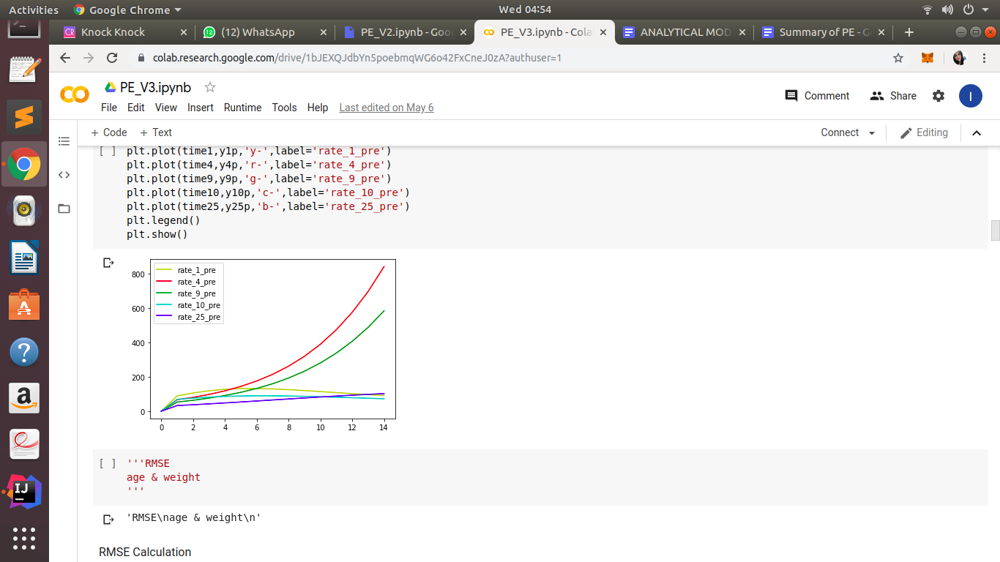 Activities
Google Chrome
Wed 04:54
CR Knock Knock
12 (12) WhatsApp
PE_V2.ipynb - Goo
PE_V3.ipynb - Cola
ANALYTICAL MOD
Summary of PE - G
colab.research.google.com/drive/1bJEXQJdbYn5poebmqWG6o42FxCneJ0zA?authuser=1
PE_V3.ipynb
File Edit View Insert Runtime Tools Help Last edited on May 6
Comment Share I
+ Code + Text
Connect Editing
[ ] plt.plot(time1,y1p,'y-',label='rate_1_pre')
plt.plot(time4,y4p,'r-',label='rate_4_pre')
plt.plot(time9,y9p,'g-',label='rate_9_pre')
plt.plot(time10,y10p,'c-',label='rate_10_pre')
plt.plot(time25,y25p,'b-',label='rate_25_pre')
plt.legend()
plt.show()
rate_1_pre
rate_4_pre
rate_9_pre
rate_10_pre
rate_25_pre
800
600
400
200
0
0 2 4 6 8 10 12 14
[ ] '''RMSE
age & weight
'''
'RMSE\nage & weight\n'
RMSE Calculation
A
?
a
IJ